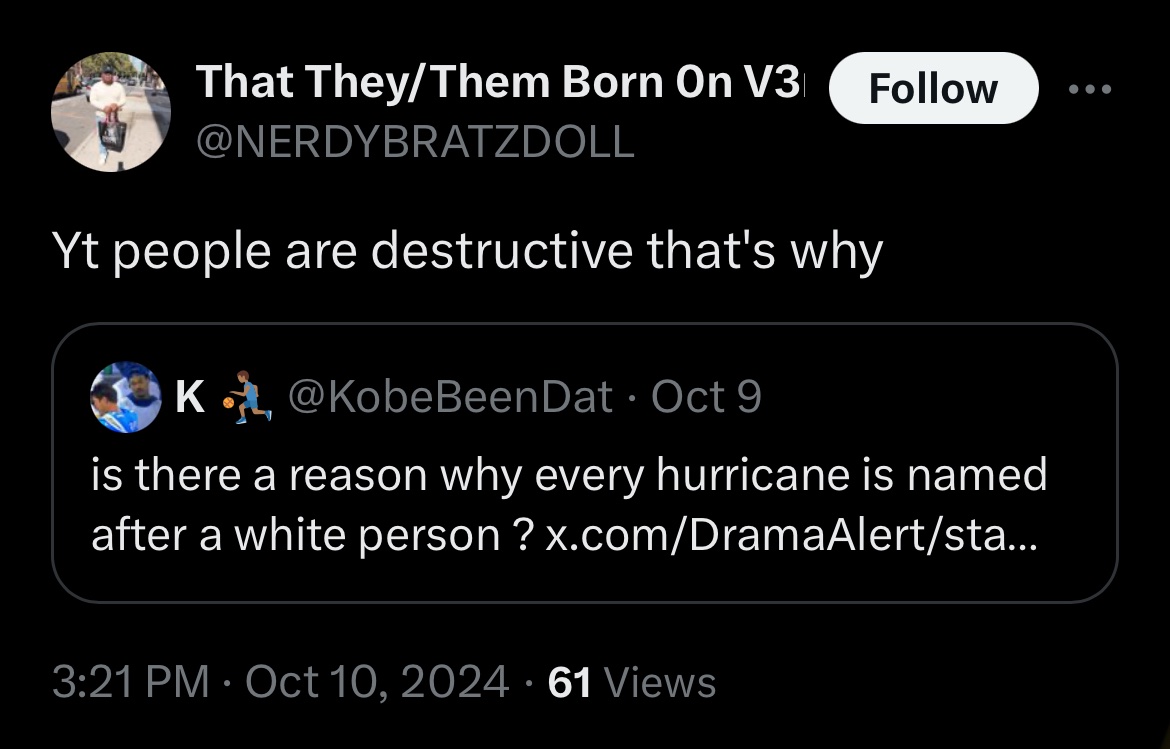 That They/Them Born 0n V3
Follow
@NERDYBRATZDOLL
Yt people are destructive that's why
K @KobeBeenDat · Oct 9
is there a reason why every hurricane is named
after a white person ? x.com/DramaAlert/sta...
3:21 PM · Oct 10, 2024 · 61 Views